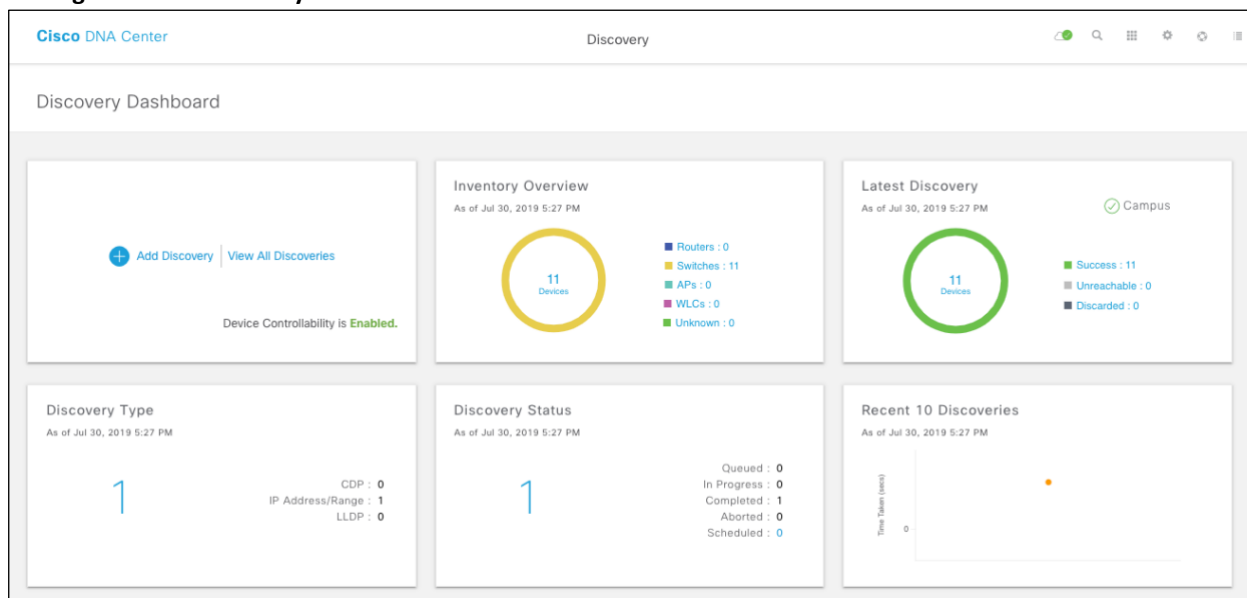 Cisco DNA Center
Discovery
Discovery Dashboard
Add Discovery
View All Discoveries
Device Controllability is Enabled.
Inventory Overview
As of Jul 30, 2019 5:27 PM
11
Devices
Routers : 0
Switches : 11
APs : 0
WLCs : 0
Unknown : 0
Latest Discovery
As of Jul 30, 2019 5:27 PM
Campus
11
Devices
Success : 11
Unreachable : 0
Discarded : 0
Discovery Type
As of Jul 30, 2019 5:27 PM
1
CDP : 0
IP Address/Range : 1
LLDP : 0
Discovery Status
As of Jul 30, 2019 5:27 PM
1
Queued : 0
In Progress : 0
Completed : 1
Aborted : 0
Scheduled : 0
Recent 10 Discoveries
As of Jul 30, 2019 5:27 PM
Time Taken (secs)
0